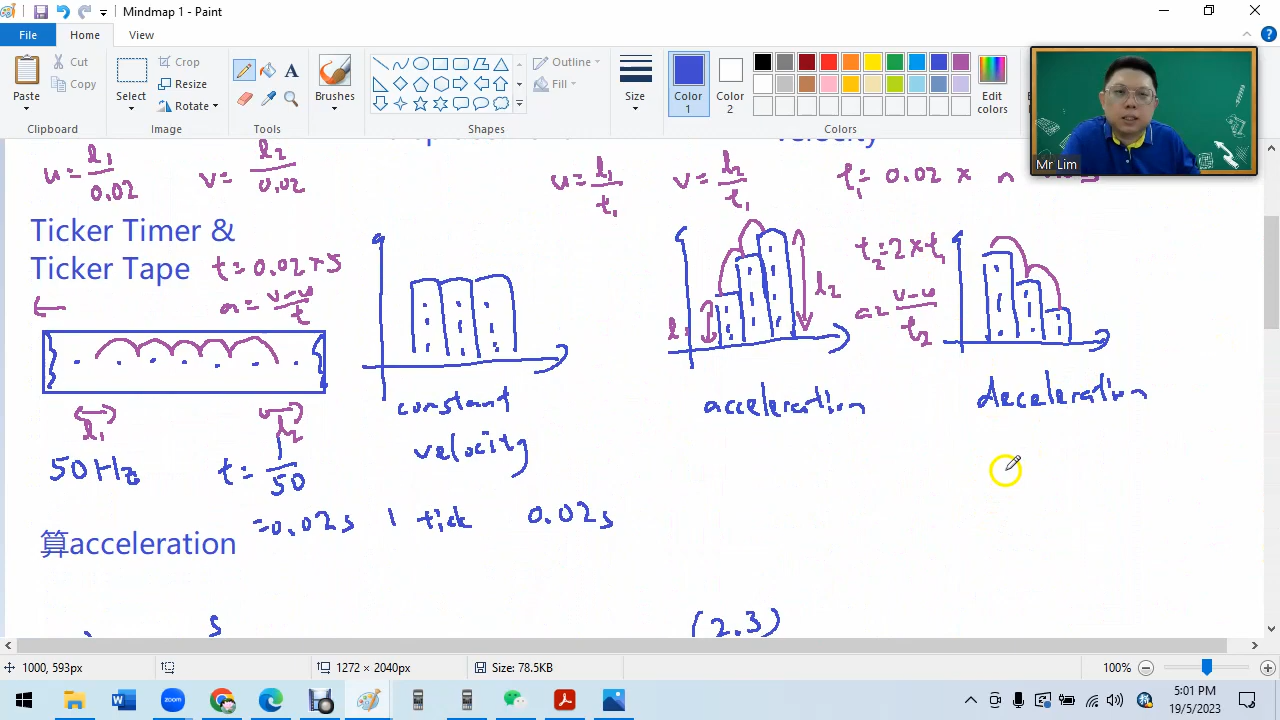 Mindmap 1 - Paint
File
Home
View
Paste
Cut
Copy
Clipboard
Select
Crop
Resize
Rotate
Image
Tools
Brushes
Shapes
Outline
Fill
Size
Color 1
Color 2
Edit colors
Colors
Mr Lim
velocity
u = l₁/0.02
v = l₂/0.02
u = l₁/t₁
v = l₂/t₁
t₁ = 0.02 × n
Ticker Timer &
Ticker Tape
t = 0.02 × 5
a = v-u/t
l₁
l₂
50 Hz
t = 1/50
= 0.02 s
1 tick
0.02 s
constant
velocity
l₂
t₂ = 2 × t₁
a = v-u/t₂
acceleration
deceleration
算acceleration
s
(2.3)
1000, 593px
1272 × 2040px
Size: 78.5KB
100%
5:01 PM
19/5/2023